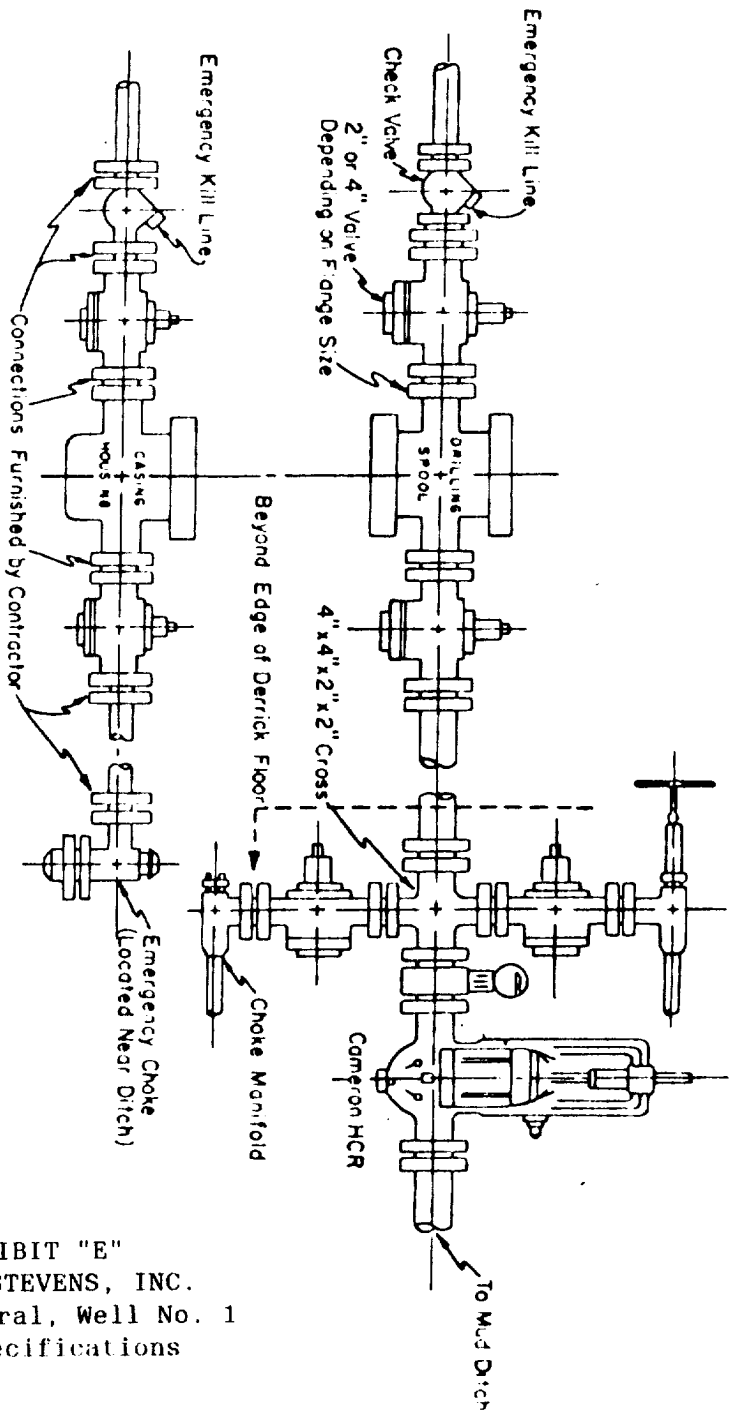 Emergency Kill Line
Check Valve
2" or 4" Valve
Depending on Flange Size
DRILLING
SPOOL
4"x4"x2"x2" Cross
Beyond Edge of Derrick Floor
Cameron HCR
To Mud Ditch
Choke Manifold
Emergency Kill Line
CASING
HOUSING
Connections Furnished by Contractor
Emergency Choke
(Located Near Ditch)
IBIT "E"
STEVENS, INC.
ral, Well No. 1
ecifications